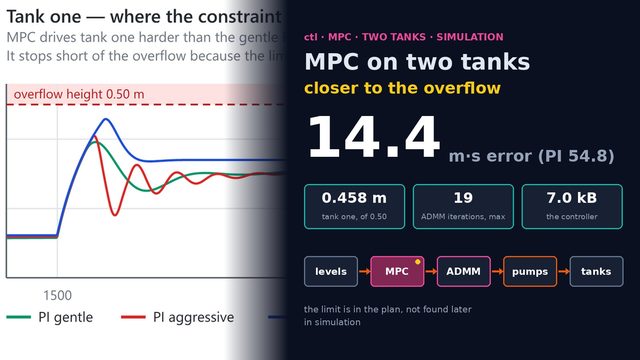 Tank one — where the constraint
MPC drives tank one harder than the gentle
It stops short of the overflow because the
overflow height 0.50 m
1500
PI gentle
PI aggressive
ctl · MPC · TWO TANKS · SIMULATION
MPC on two tanks
closer to the overflow
14.4 m·s error (PI 54.8)
0.458 m
tank one, of 0.50
19
ADMM iterations, max
7.0 kB
the controller
levels
MPC
ADMM
pumps
tanks
the limit is in the plan, not found later
in simulation